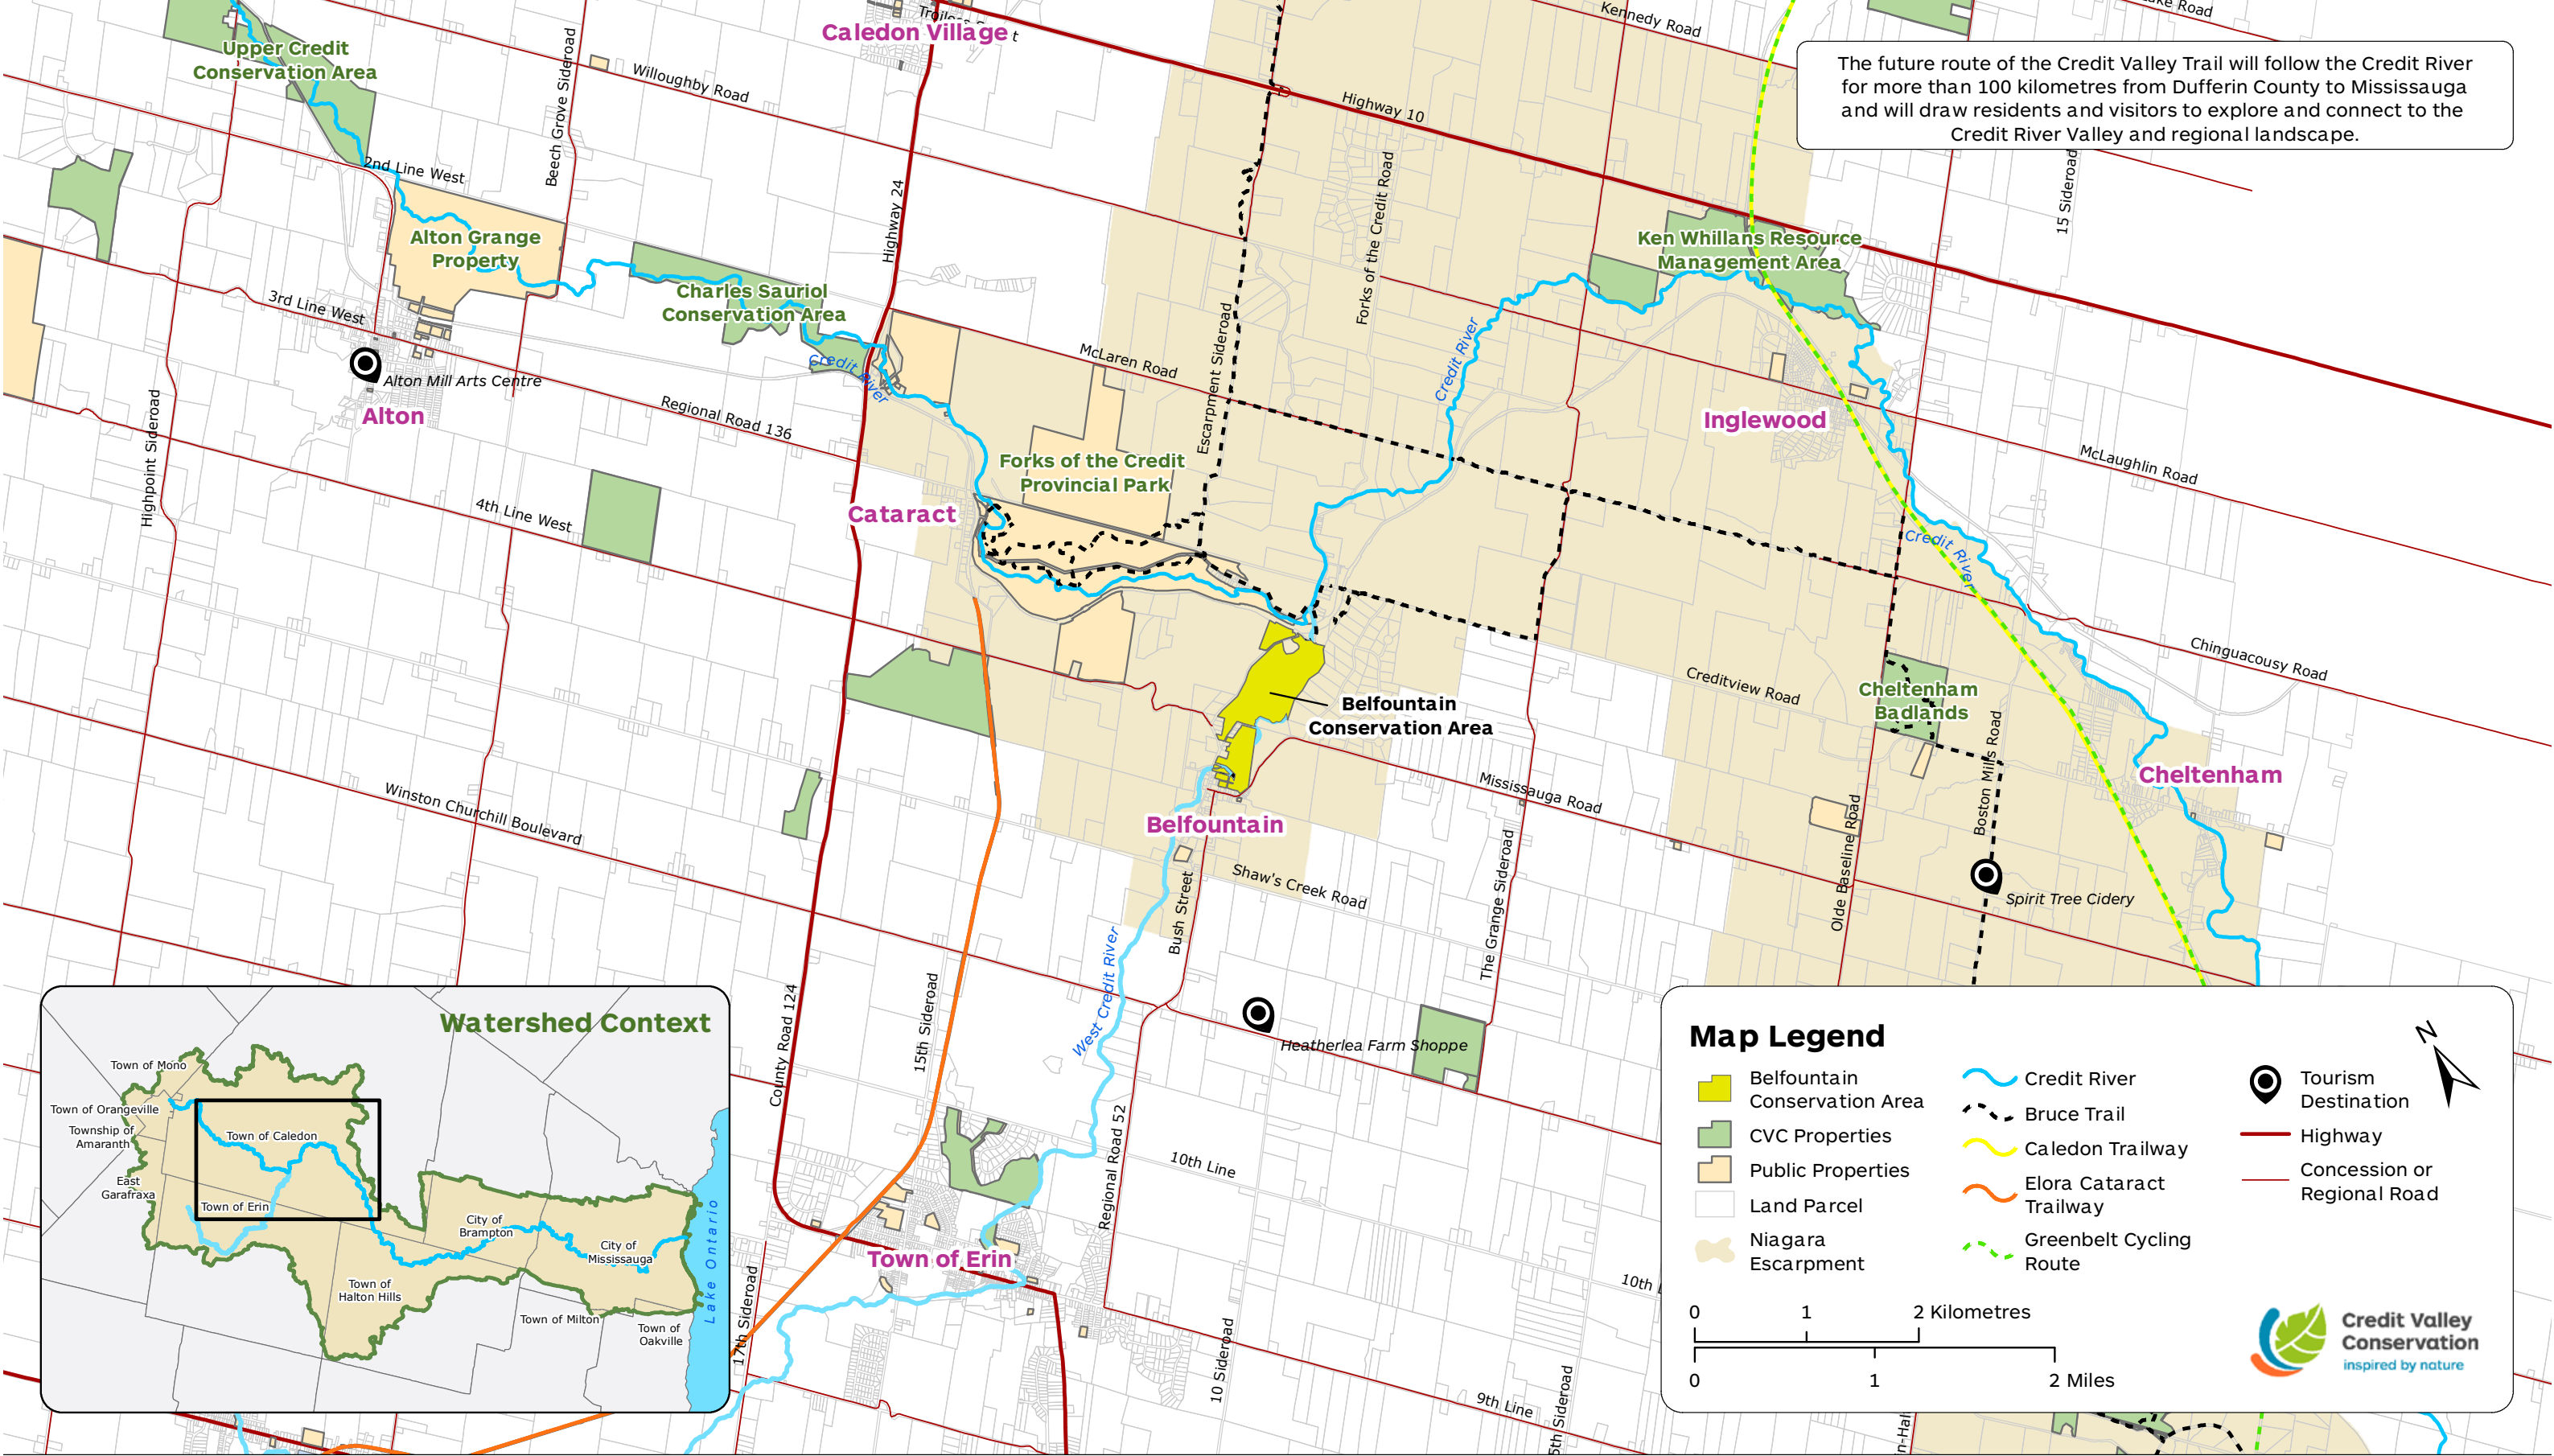 Caledon Village
Kennedy Road
Lake Road
Upper Credit
Conservation Area
Beech Grove Sideroad
Willoughby Road
Highway 10
The future route of the Credit Valley Trail will follow the Credit River
for more than 100 kilometres from Dufferin County to Mississauga
and will draw residents and visitors to explore and connect to the
Credit River Valley and regional landscape.
2nd Line West
Highway 24
Forks of the Credit Road
15 Sideroad
Alton Grange
Property
Ken Whillans Resource
Management Area
Charles Sauriol
Conservation Area
3rd Line West
Credit River
Alton Mill Arts Centre
Alton
Regional Road 136
McLaren Road
Escarpment Sideroad
Credit River
Inglewood
McLaughlin Road
Highpoint Sideroad
4th Line West
Forks of the Credit
Provincial Park
Cataract
Credit River
Chinguacousy Road
Creditview Road
Cheltenham
Badlands
Belfountain
Conservation Area
Mississauga Road
Boston Mills Road
Cheltenham
Winston Churchill Boulevard
Belfountain
Shaw's Creek Road
Bush Street
The Grange Sideroad
Olde Baseline Road
Spirit Tree Cidery
West Credit River
County Road 124
15th Sideroad
Heatherlea Farm Shoppe
Regional Road 52
10th Line
10th L
Town of Erin
17th Sideroad
10 Sideroad
9th Line
5th Sideroad
Watershed Context
Town of Mono
Town of Orangeville
Township of
Amaranth
Town of Caledon
East
Garafraxa
Town of Erin
City of
Brampton
City of
Mississauga
Town of
Halton Hills
Town of Milton
Town of
Oakville
Lake Ontario
Map Legend
N
Belfountain
Conservation Area
CVC Properties
Public Properties
Land Parcel
Niagara
Escarpment
Credit River
Bruce Trail
Caledon Trailway
Elora Cataract
Trailway
Greenbelt Cycling
Route
Tourism
Destination
Highway
Concession or
Regional Road
0 1 2 Kilometres
0 1 2 Miles
Credit Valley
Conservation
inspired by nature